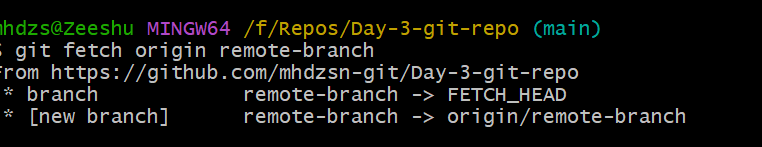 mhdzs@Zeeshu MINGW64 /f/Repos/Day-3-git-repo (main)
$ git fetch origin remote-branch
From https://github.com/mhdzsn-git/Day-3-git-repo
* branch remote-branch -> FETCH_HEAD
* [new branch] remote-branch -> origin/remote-branch